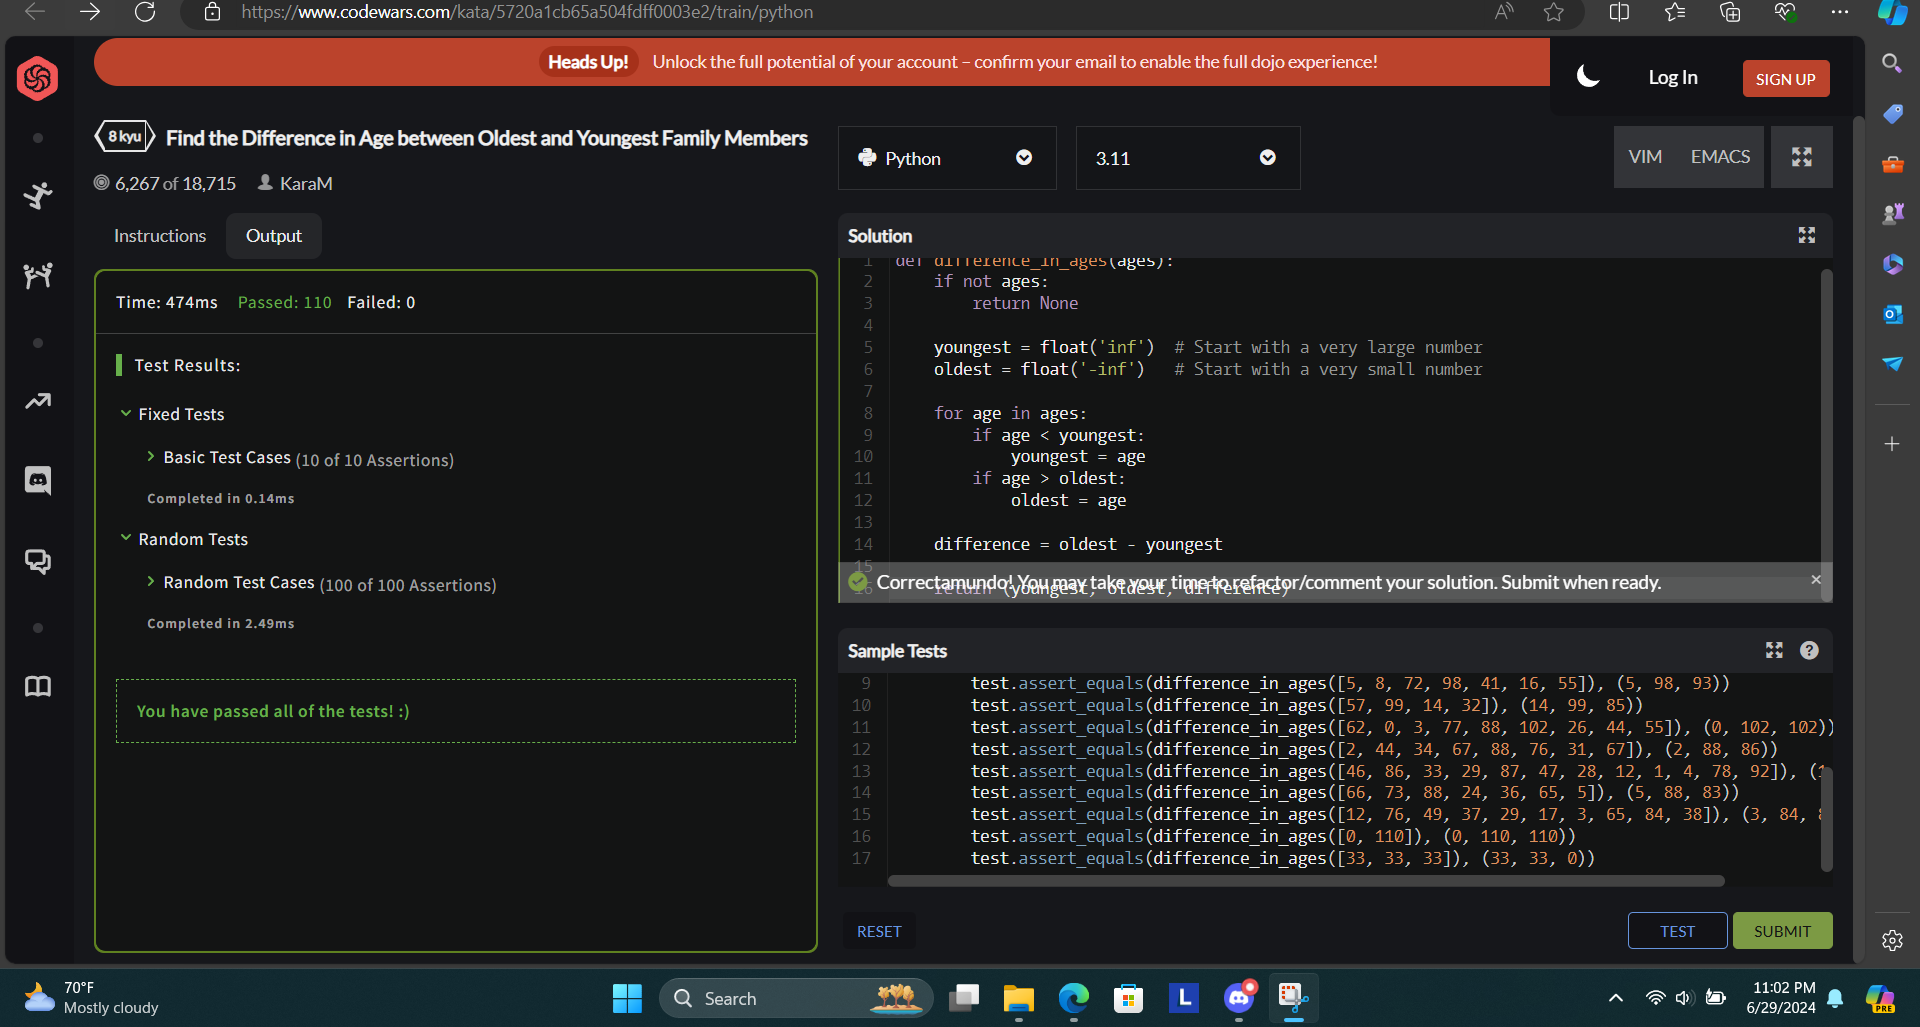 https://www.codewars.com/kata/5720a1cb65a504fdff0003e2/train/python
Heads Up! Unlock the full potential of your account – confirm your email to enable the full dojo experience!
Log In
SIGN UP
8 kyu Find the Difference in Age between Oldest and Youngest Family Members
6,267 of 18,715 KaraM
Python
3.11
VIM EMACS
Instructions
Output
Time: 474ms Passed: 110 Failed: 0
Test Results:
Fixed Tests
Basic Test Cases (10 of 10 Assertions)
Completed in 0.14ms
Random Tests
Random Test Cases (100 of 100 Assertions)
Completed in 2.49ms
You have passed all of the tests! :)
Solution
1 def difference_in_ages(ages):
2 if not ages:
3 return None
4
5 youngest = float('inf') # Start with a very large number
6 oldest = float('-inf') # Start with a very small number
7
8 for age in ages:
9 if age < youngest:
10 youngest = age
11 if age > oldest:
12 oldest = age
13
14 difference = oldest - youngest
15
Correctamundo! You may take your time to refactor/comment your solution. Submit when ready.
16 return (youngest, oldest, difference)
Sample Tests
9 test.assert_equals(difference_in_ages([5, 8, 72, 98, 41, 16, 55]), (5, 98, 93))
10 test.assert_equals(difference_in_ages([57, 99, 14, 32]), (14, 99, 85))
11 test.assert_equals(difference_in_ages([62, 0, 3, 77, 88, 102, 26, 44, 55]), (0, 102, 102))
12 test.assert_equals(difference_in_ages([2, 44, 34, 67, 88, 76, 31, 67]), (2, 88, 86))
13 test.assert_equals(difference_in_ages([46, 86, 33, 29, 87, 47, 28, 12, 1, 4, 78, 92]), (1
14 test.assert_equals(difference_in_ages([66, 73, 88, 24, 36, 65, 5]), (5, 88, 83))
15 test.assert_equals(difference_in_ages([12, 76, 49, 37, 29, 17, 3, 65, 84, 38]), (3, 84, 8
16 test.assert_equals(difference_in_ages([0, 110]), (0, 110, 110))
17 test.assert_equals(difference_in_ages([33, 33, 33]), (33, 33, 0))
RESET
TEST
SUBMIT
70°F
Mostly cloudy
Search
L
11:02 PM
6/29/2024
PRE